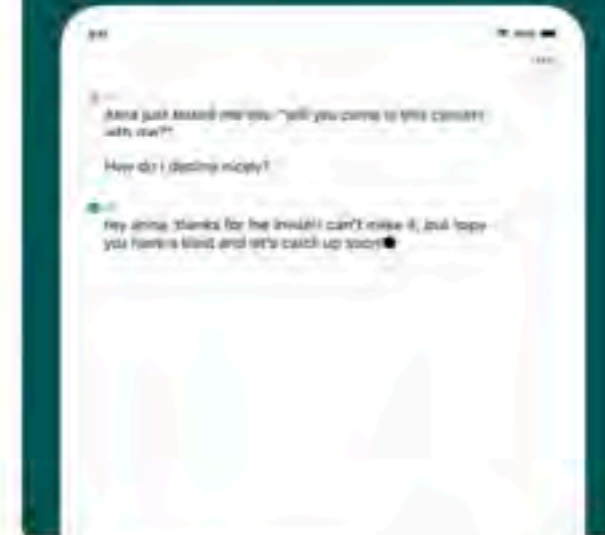 Anna just texted me this: "will you come to this concert
with me?"
How do I decline nicely?
hey anna, thanks for the invite! i can't make it, but hope
you have a blast and let's catch up soon